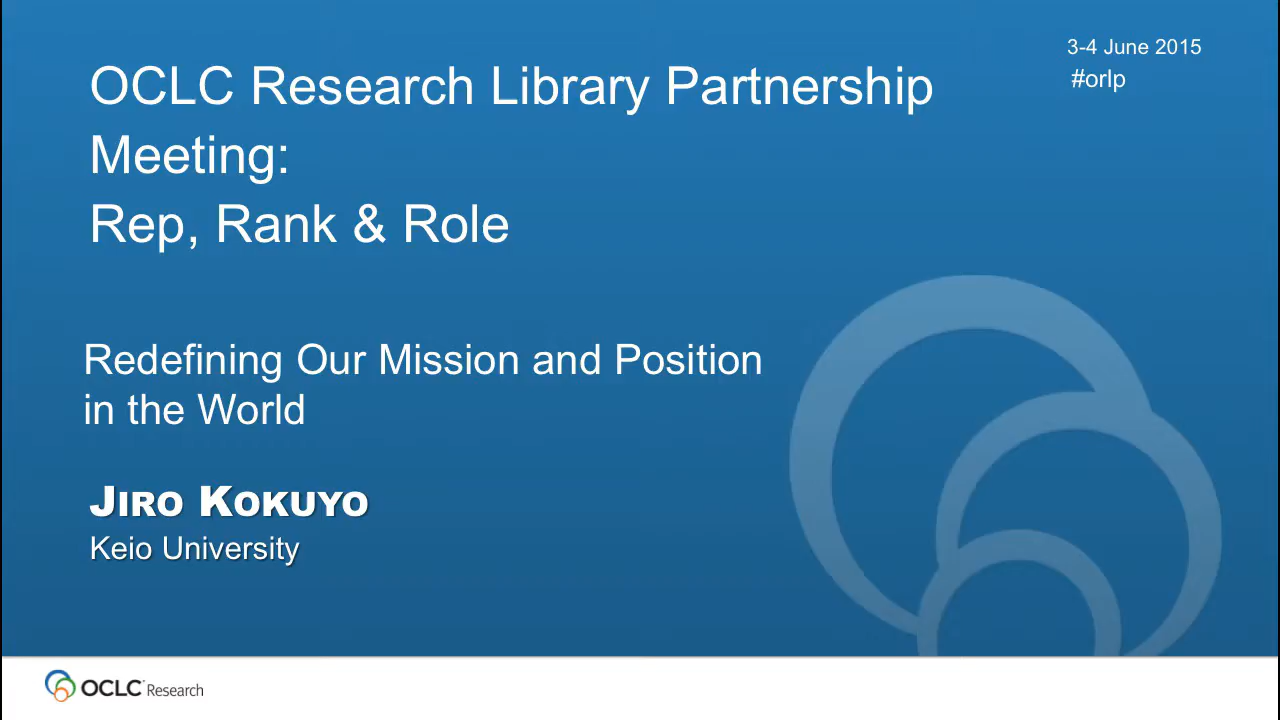 OCLC Research Library Partnership
Meeting:
Rep, Rank & Role
3-4 June 2015
#orlp
Redefining Our Mission and Position
in the World
JIRO KOKUYO
Keio University
OCLC Research